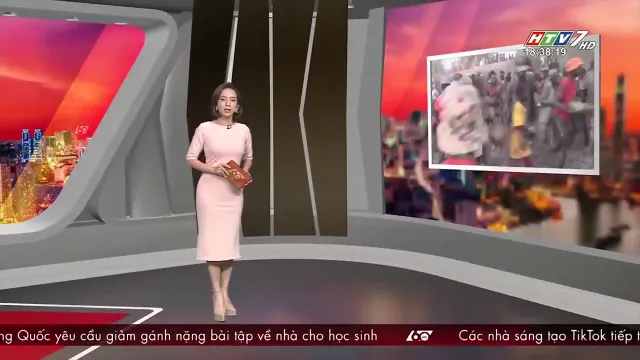 HTV7 HD
18:38:19
ng Quốc yêu cầu giảm gánh nặng bài tập về nhà cho học sinh
60
Các nhà sáng tạo TikTok tiếp t